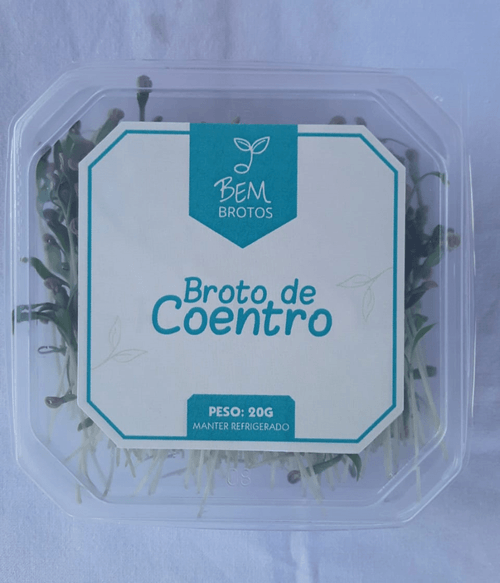 BEM
BROTOS
Broto de
Coentro
PESO: 20G
MANTER REFRIGERADO